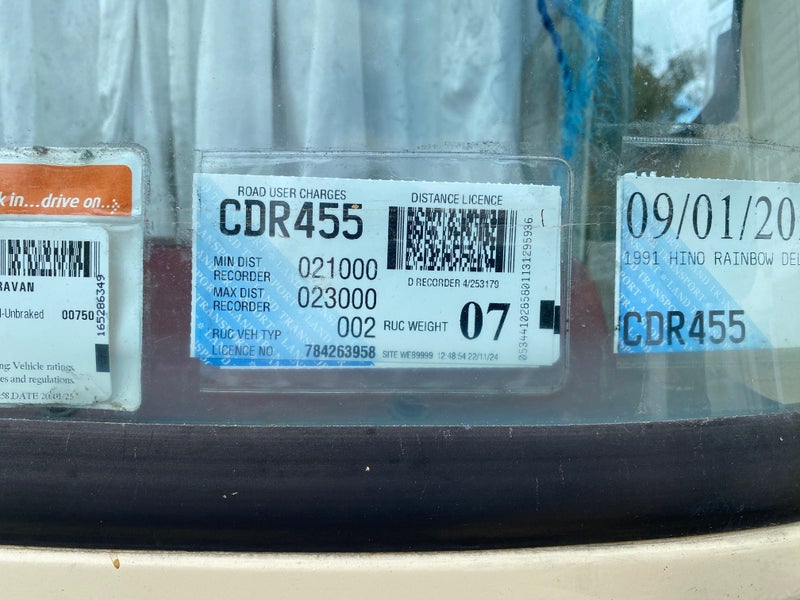 k in...drive on...
RAVAN
l-Unbraked 00750
165286349
ng: Vehicle ratings
es and regulations.
58 DATE 20/01/25
ROAD USER CHARGES
DISTANCE LICENCE
CDR455
MIN DIST RECORDER 021000
D RECORDER 4/253179
MAX DIST RECORDER 023000
RUC VEH TYP 002
RUC WEIGHT 07
LICENCE NO 784263958
SITE WEB9999 12:48:54 22/11/24
09/01/20
1991 HINO RAINBOW DEL
CDR455